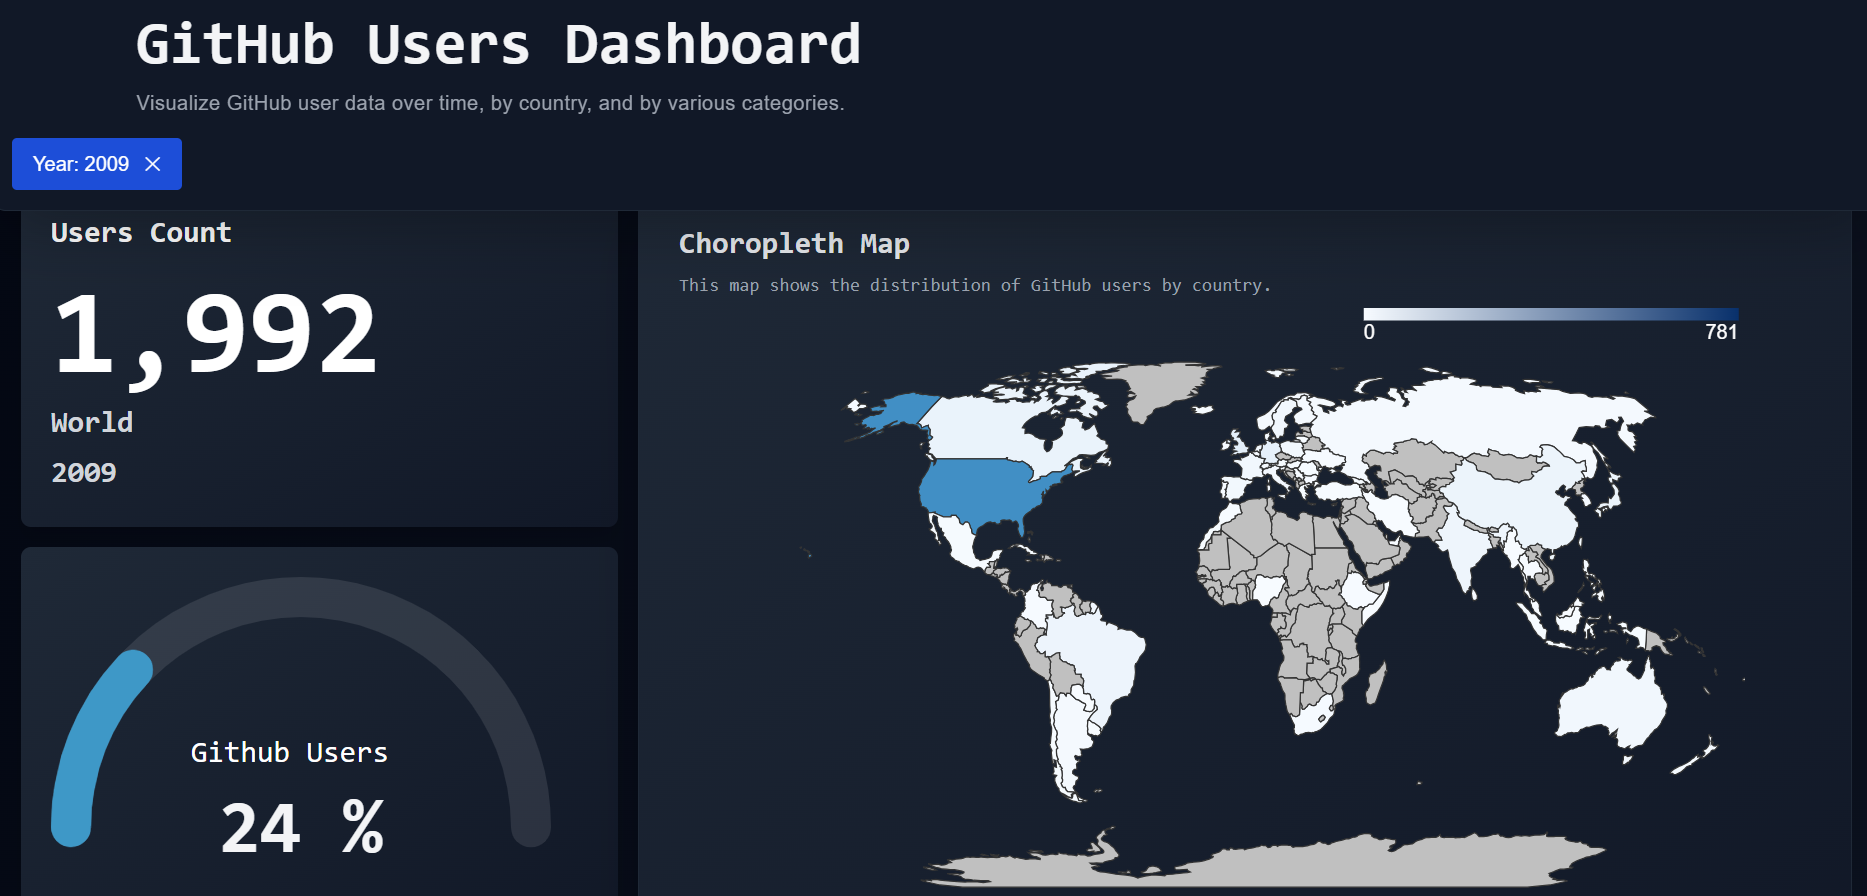 GitHub Users Dashboard
Visualize GitHub user data over time, by country, and by various categories.
Year: 2009
Users Count
1,992
World
2009
Github Users
24 %
Choropleth Map
This map shows the distribution of GitHub users by country.
0
781